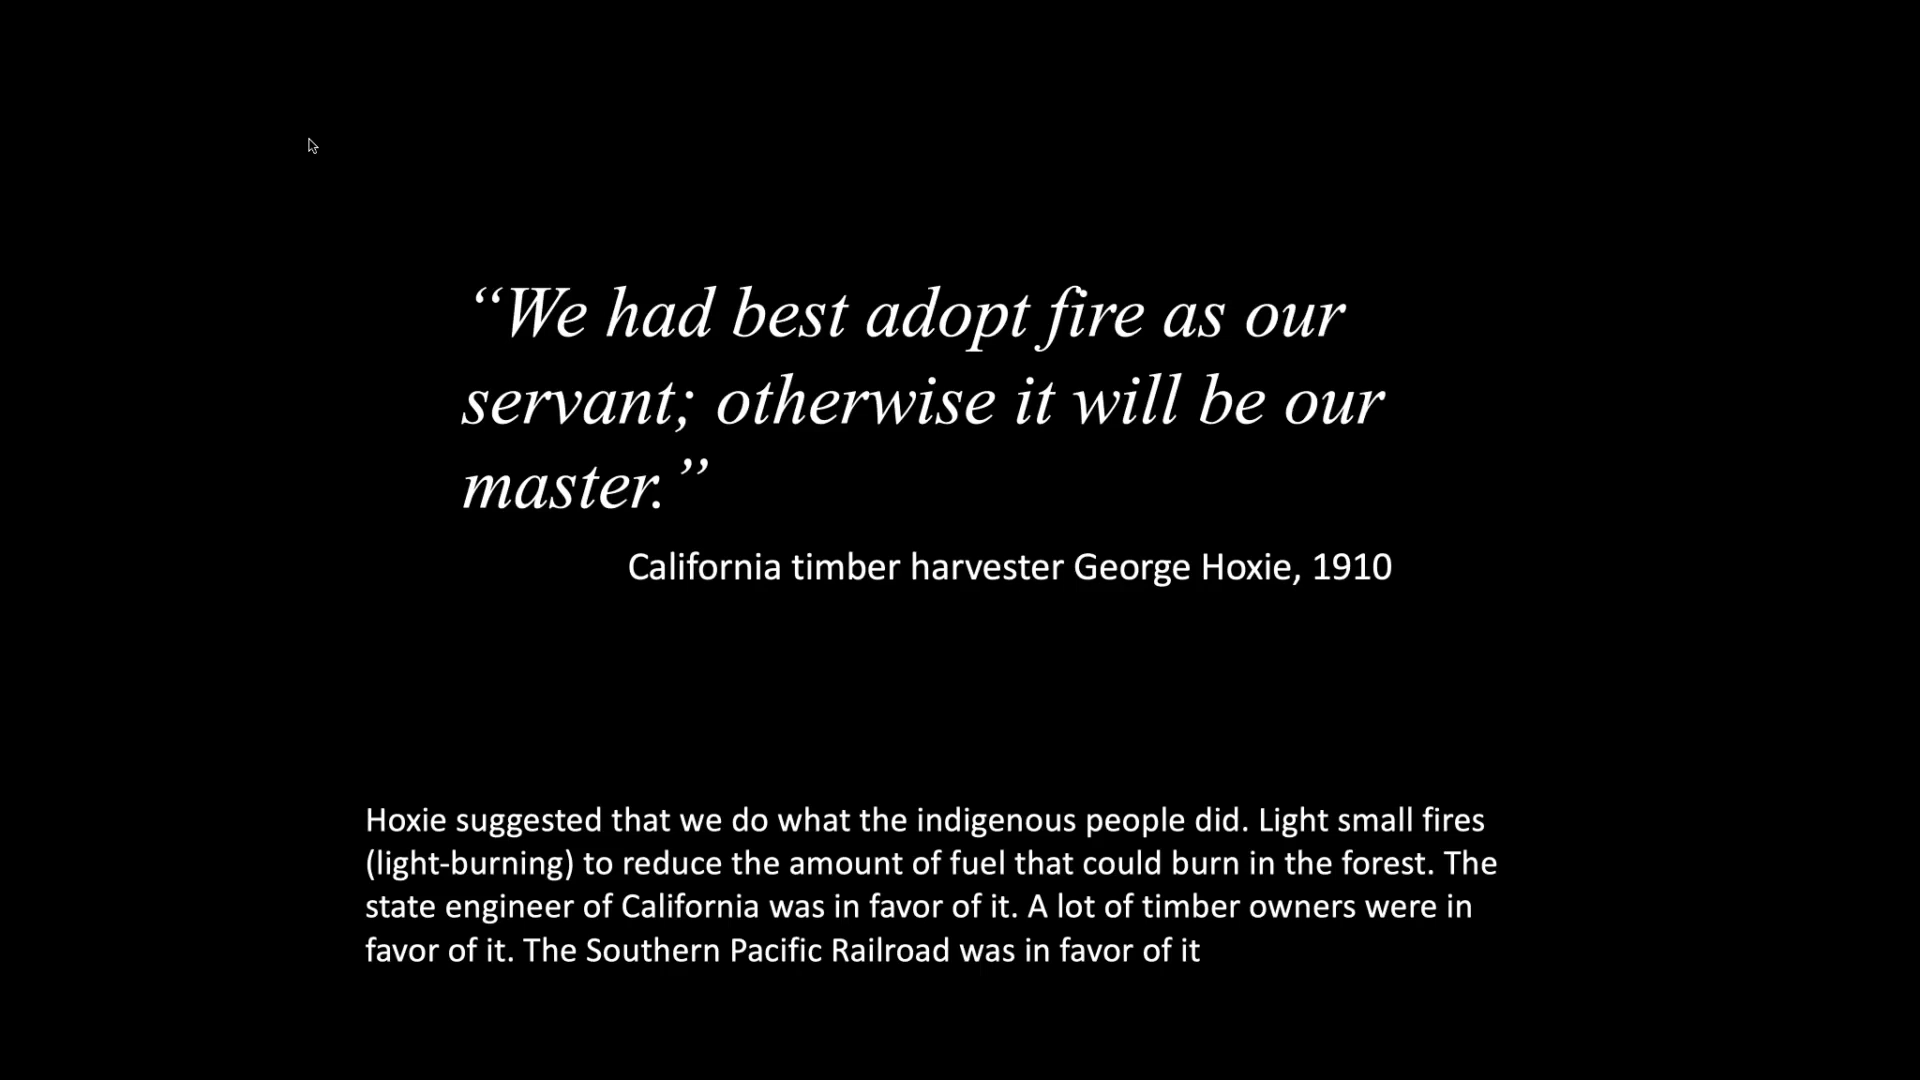 “We had best adopt fire as our
servant; otherwise it will be our
master.”
California timber harvester George Hoxie, 1910
Hoxie suggested that we do what the indigenous people did. Light small fires
(light-burning) to reduce the amount of fuel that could burn in the forest. The
state engineer of California was in favor of it. A lot of timber owners were in
favor of it. The Southern Pacific Railroad was in favor of it